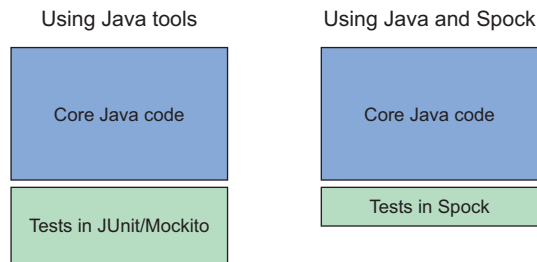 Using Java tools
Using Java and Spock
Core Java code
Core Java code
Tests in JUnit/Mockito
Tests in Spock